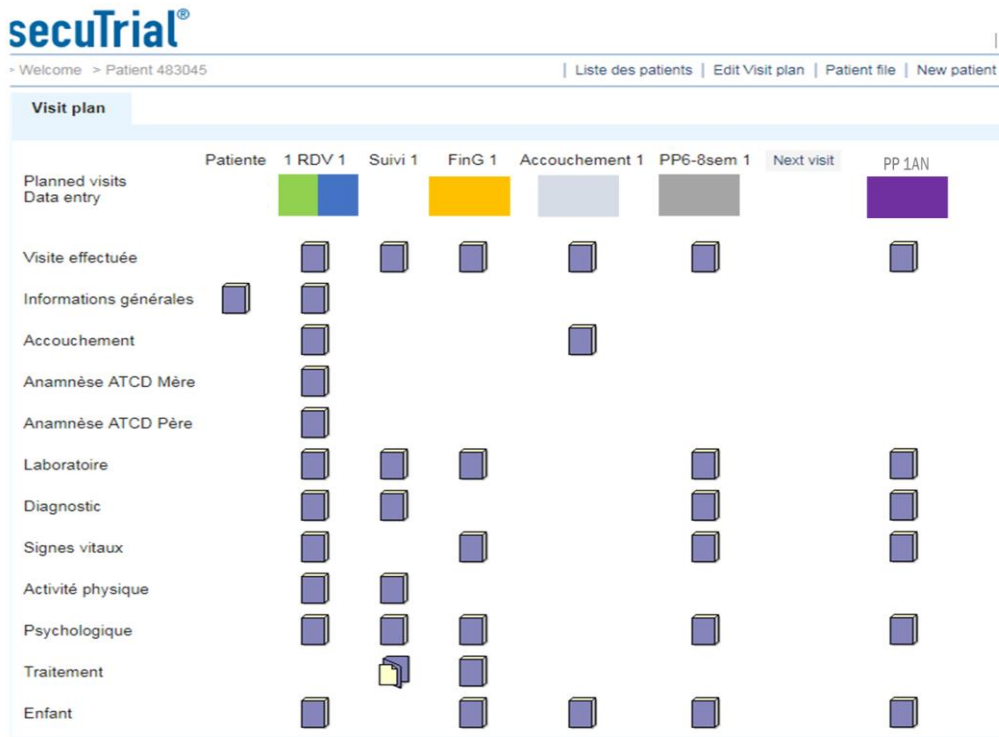 secuTrial®
> Welcome > Patient 483045 | Liste des patients | Edit Visit plan | Patient file | New patient
Visit plan
Patiente 1 RDV 1 Suivi 1 FinG 1 Accouchement 1 PP6-8sem 1 Next visit PP 1AN
Planned visits
Data entry
Visite effectuée
Informations générales
Accouchement
Anamnèse ATCD Mère
Anamnèse ATCD Père
Laboratoire
Diagnostic
Signes vitaux
Activité physique
Psychologique
Traitement
Enfant